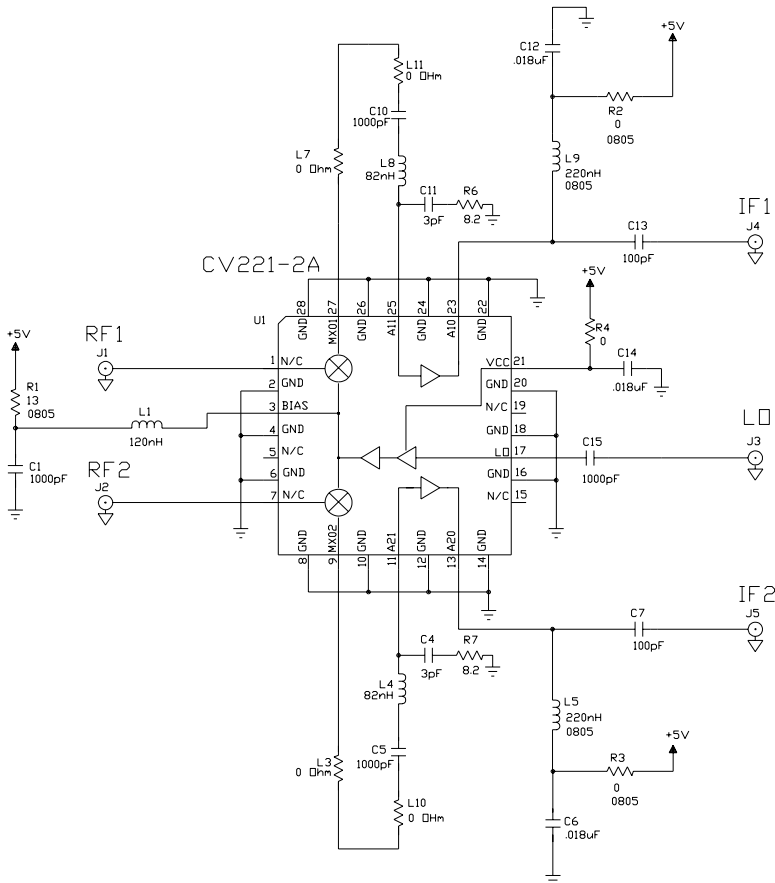 C12
.018uF
+5V
R2
0
0805
L11
0 OHm
C10
1000pF
L7
0 Ohm
L8
82nH
L9
220nH
0805
C11
3pF
R6
8.2
IF1
J4
C13
100pF
CV221-2A
U1
28 GND
27 MXO1
26 GND
25 A11
24 GND
23 A10
22 GND
+5V
R4
0
C14
.018uF
+5V
RF1
J1
R1
13
0805
L1
120nH
C1
1000pF
RF2
J2
1 N/C
2 GND
3 BIAS
4 GND
5 N/C
6 GND
7 N/C
VCC 21
GND 20
N/C 19
GND 18
LO 17
GND 16
N/C 15
LO
J3
C15
1000pF
8 GND
9 MXO2
10 GND
11 A21
12 GND
13 A20
14 GND
IF2
J5
C7
100pF
C4
3pF
R7
8.2
L4
82nH
L5
220nH
0805
C5
1000pF
L3
0 Ohm
L10
0 OHm
+5V
R3
0
0805
C6
.018uF